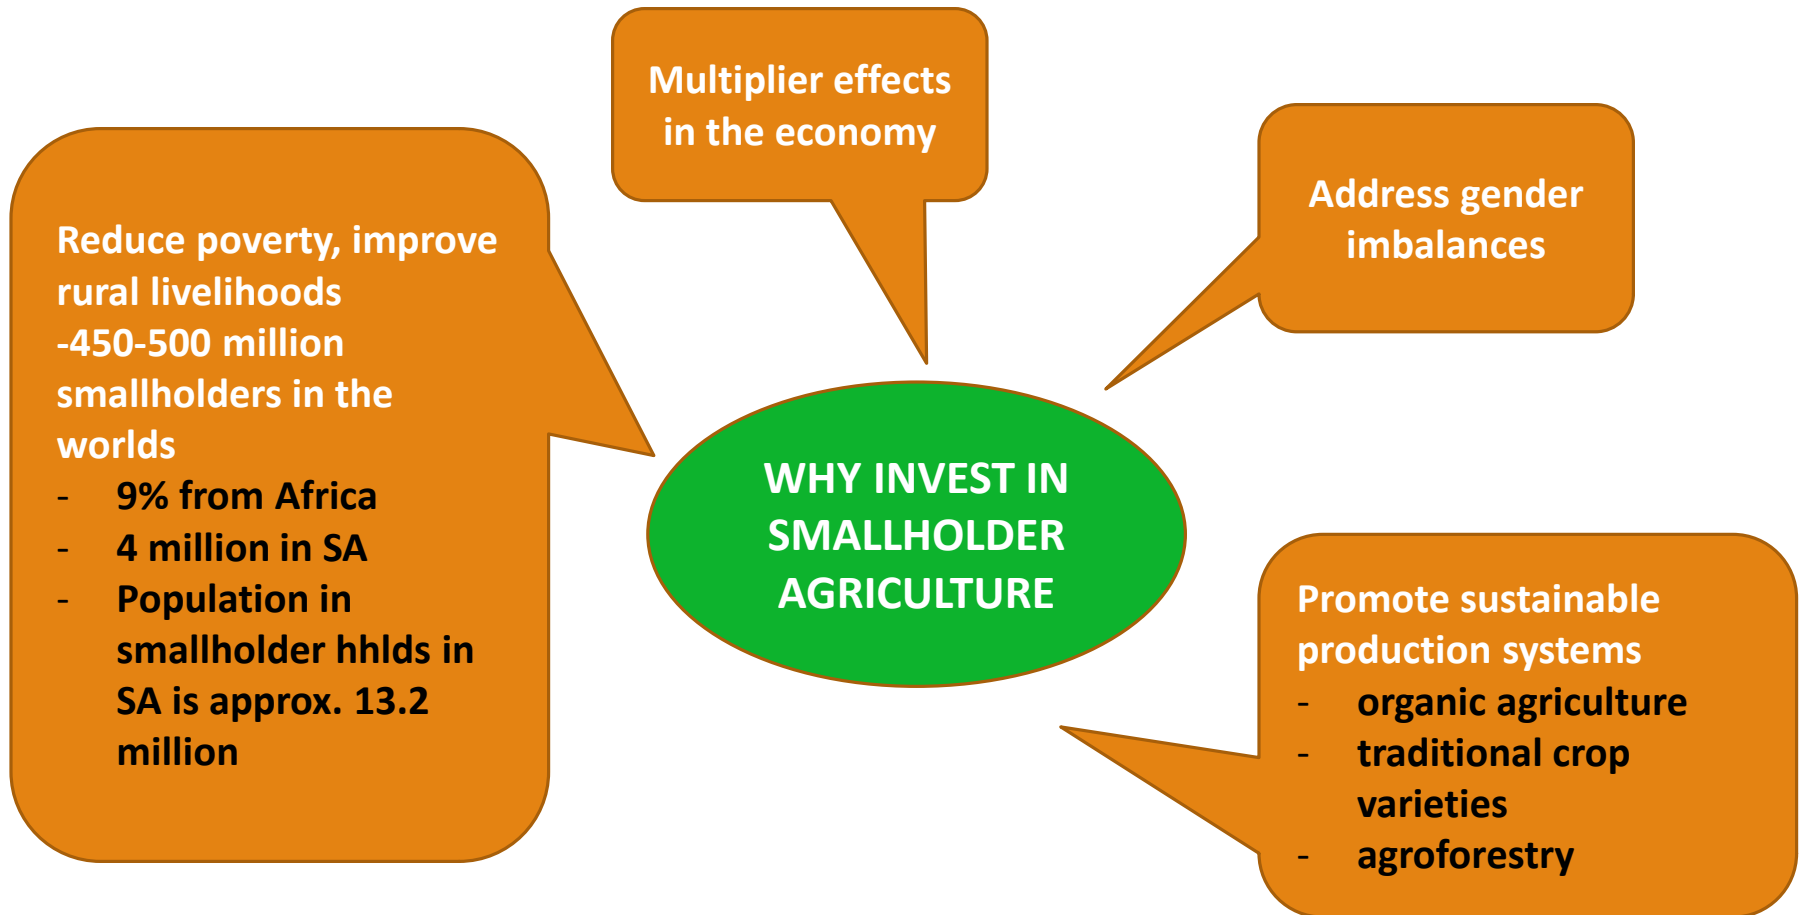 Multiplier effects
in the economy
Address gender
imbalances
Reduce poverty, improve
rural livelihoods
-450-500 million
smallholders in the
worlds
- 9% from Africa
- 4 million in SA
- Population in
smallholder hhlds in
SA is approx. 13.2
million
WHY INVEST IN
SMALLHOLDER
AGRICULTURE
Promote sustainable
production systems
- organic agriculture
- traditional crop
varieties
- agroforestry